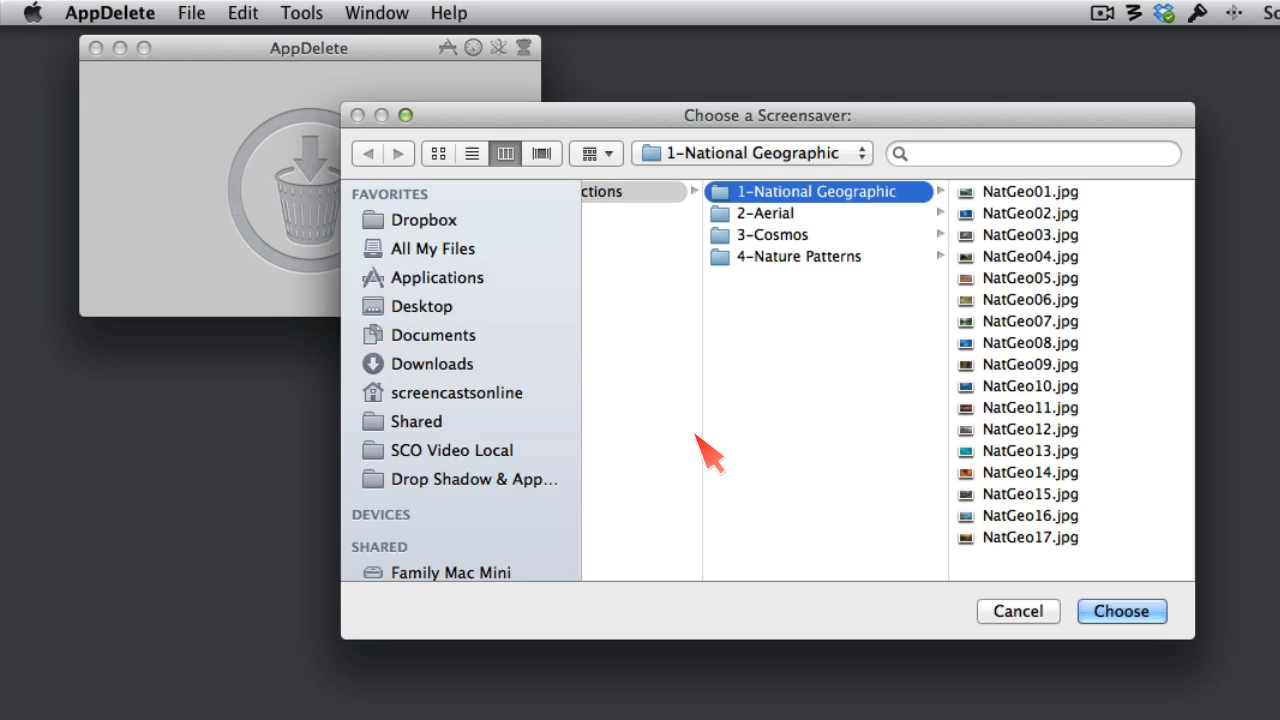 AppDelete File Edit Tools Window Help Sc
AppDelete
Choose a Screensaver:
1-National Geographic
FAVORITES
Dropbox
All My Files
Applications
Desktop
Documents
Downloads
screencastsonline
Shared
SCO Video Local
Drop Shadow & App...
DEVICES
SHARED
Family Mac Mini
ctions
1-National Geographic
2-Aerial
3-Cosmos
4-Nature Patterns
NatGeo01.jpg
NatGeo02.jpg
NatGeo03.jpg
NatGeo04.jpg
NatGeo05.jpg
NatGeo06.jpg
NatGeo07.jpg
NatGeo08.jpg
NatGeo09.jpg
NatGeo10.jpg
NatGeo11.jpg
NatGeo12.jpg
NatGeo13.jpg
NatGeo14.jpg
NatGeo15.jpg
NatGeo16.jpg
NatGeo17.jpg
Cancel Choose